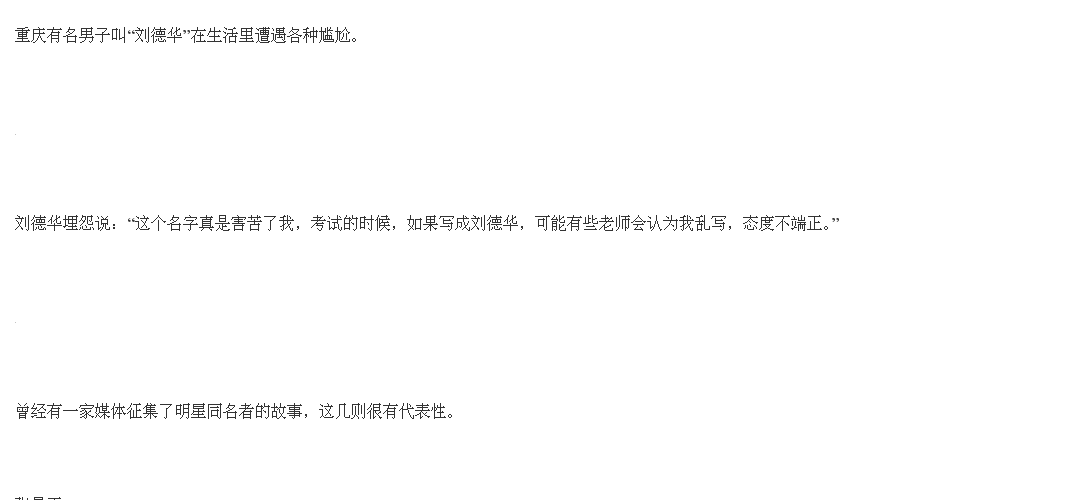 重庆有名男子叫“刘德华”在生活里遭遇各种尴尬。
刘德华埋怨说：“这个名字真是害苦了我，考试的时候，如果写成刘德华，可能有些老师会认为我乱写，态度不端正。”
曾经有一家媒体征集了明星同名者的故事，这几则很有代表性。